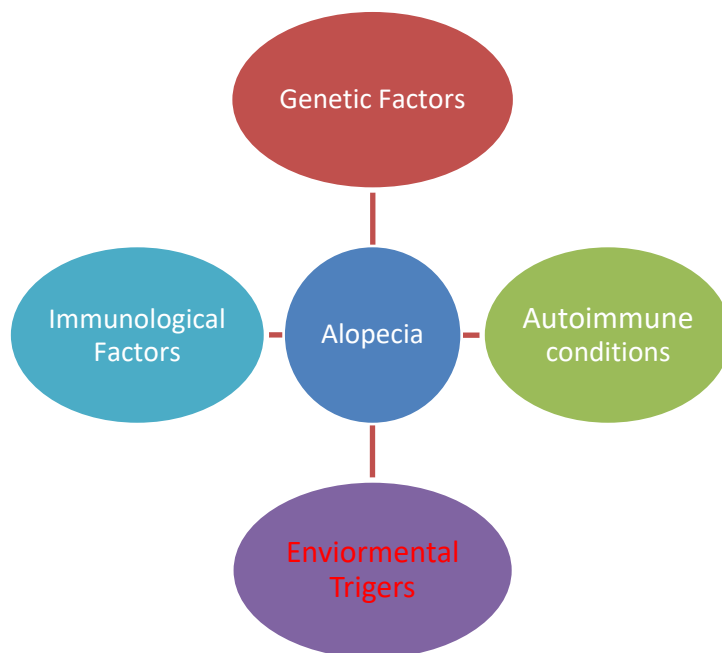 Genetic Factors
Immunological
Factors
Alopecia
Autoimmune
conditions
Enviormental
Trigers